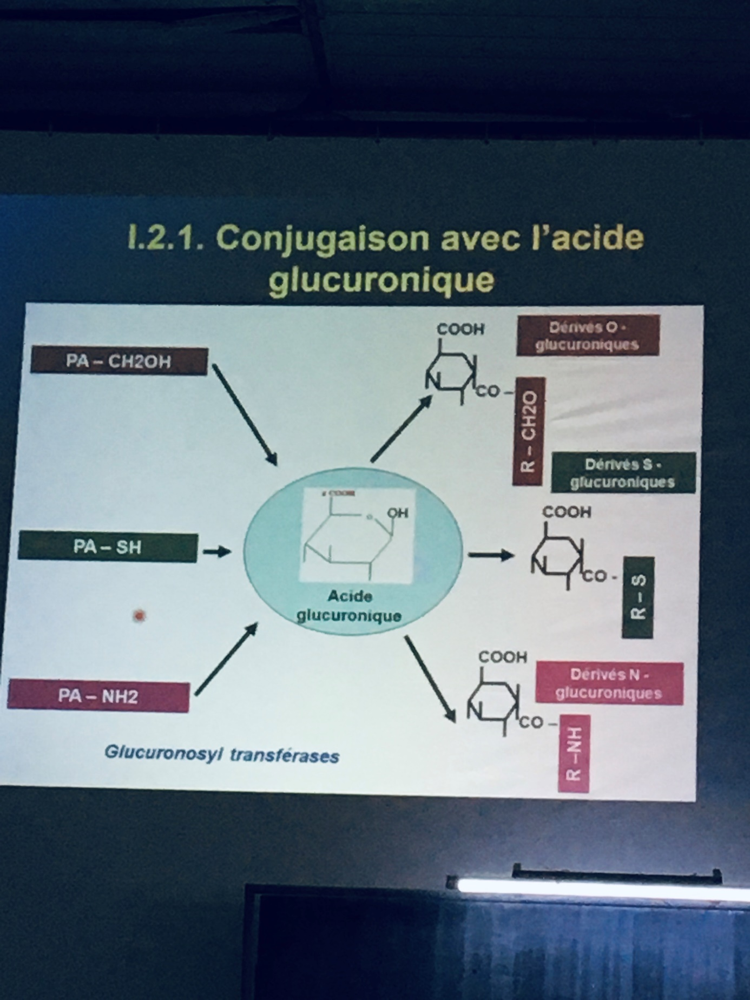 I.2.1. Conjugaison avec l'acide
glucuronique
PA – CH2OH
COOH
CO –
R – CH2O
Dérivés O -
glucuroniques
PA – SH
COOH
OH
Acide
glucuronique
Dérivés S -
glucuroniques
COOH
CO -
R – S
PA – NH2
COOH
CO –
R –NH
Dérivés N -
glucuroniques
Glucuronosyl transférases